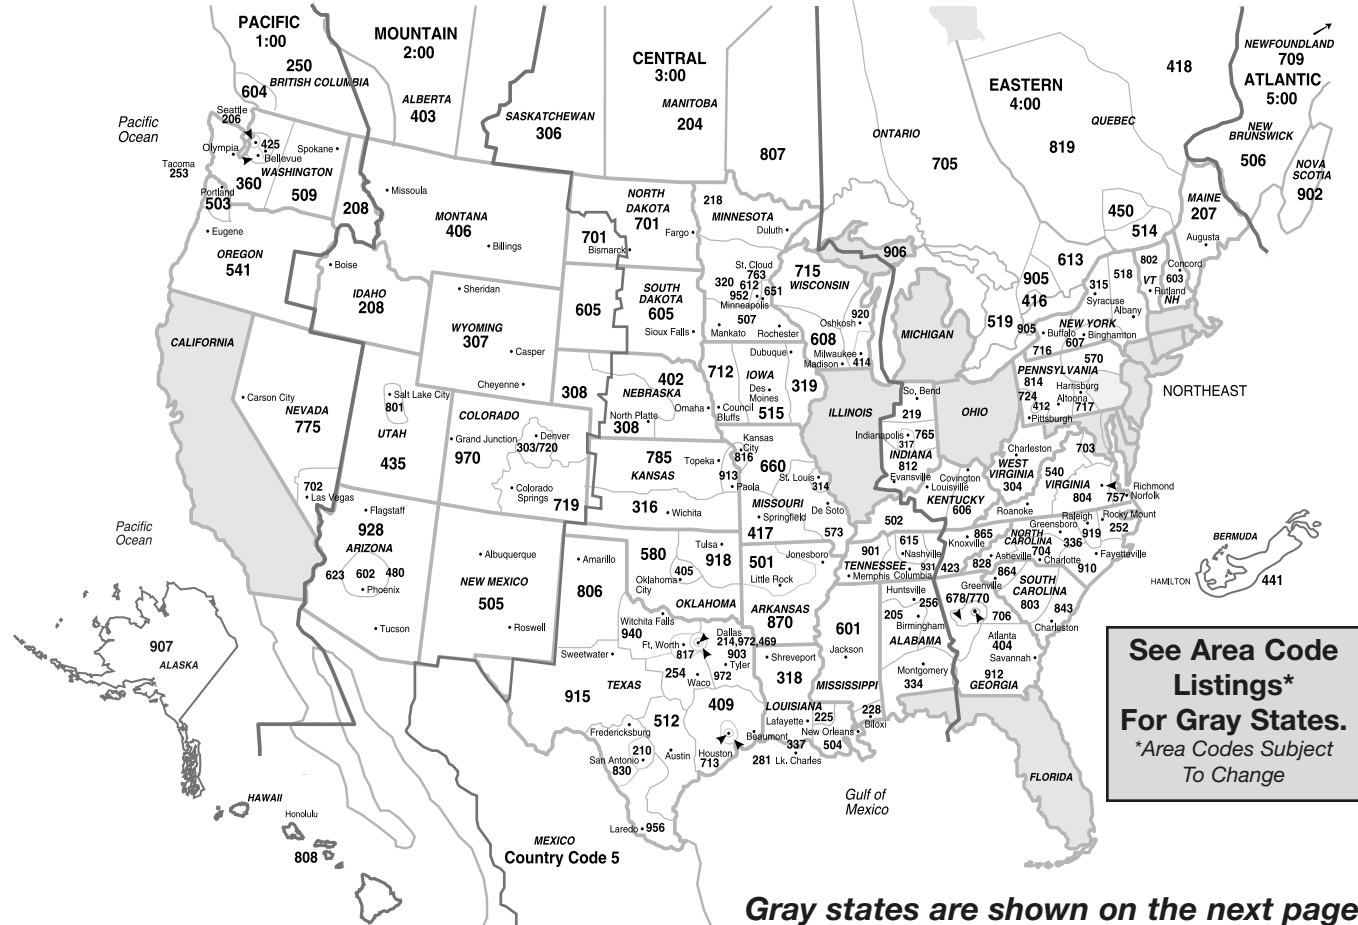 PACIFIC
1:00
250
BRITISH COLUMBIA
604
MOUNTAIN
2:00
ALBERTA
403
SASKATCHEWAN
306
CENTRAL
3:00
MANITOBA
204
807
ONTARIO
705
EASTERN
4:00
QUEBEC
819
418
NEWFOUNDLAND
709
ATLANTIC
5:00
NEW
BRUNSWICK
506
NOVA
SCOTIA
902
Pacific
Ocean
Seattle
206
425
Olympia
Bellevue
Tacoma
253
360
WASHINGTON
Spokane
509
Portland
503
Eugene
OREGON
541
208
Boise
IDAHO
208
Missoula
MONTANA
406
Billings
Sheridan
WYOMING
307
Casper
Cheyenne
NORTH
DAKOTA
701
701
Fargo
Bismarck
SOUTH
DAKOTA
605
605
Sioux Falls
218
MINNESOTA
Duluth
St. Cloud
763
320
612
952
651
Minneapolis
507
Mankato
Rochester
715
WISCONSIN
920
Oshkosh
608
Milwaukee
Madison
414
906
MICHIGAN
450
514
613
905
416
519
905
MAINE
207
Augusta
802
VT
Concord
603
Rutland
NH
518
315
Syracuse
Albany
NEW YORK
Buffalo
607
Binghamton
716
570
PENNSYLVANIA
814
724
Harrisburg
412
Altoona
717
Pittsburgh
NORTHEAST
CALIFORNIA
Carson City
NEVADA
775
702
Las Vegas
Salt Lake City
801
UTAH
435
COLORADO
Grand Junction
Denver
970
303/720
Colorado
Springs
719
308
402
NEBRASKA
North Platte
308
Omaha
712
Dubuque
IOWA
Des
Moines
319
Council
Bluffs
515
ILLINOIS
So, Bend
219
Indianapolis
765
317
INDIANA
812
Evansville
OHIO
785
Topeka
KANSAS
913
Paola
316
Wichita
Kansas
City
816
660
St. Louis
314
MISSOURI
De Soto
Springfield
417
573
Covington
Louisville
KENTUCKY
606
502
Charleston
WEST
VIRGINIA
304
703
540
VIRGINIA
Richmond
804
757
Norfolk
Roanoke
Flagstaff
928
ARIZONA
623
602
480
Phoenix
Tucson
Albuquerque
NEW MEXICO
505
Roswell
Amarillo
806
580
Tulsa
918
405
Oklahoma
City
OKLAHOMA
501
Jonesboro
Little Rock
ARKANSAS
870
901
615
Nashville
TENNESSEE
931
423
Memphis
Columbia
865
Knoxville
Raleigh
Rocky Mount
Greensboro
919
252
NORTH
CAROLINA
336
704
Asheville
828
Charlotte
Fayetteville
910
864
Greenville
SOUTH
CAROLINA
803
843
Charleston
Pacific
Ocean
Witchita Falls
940
Dallas
214,972,469
Ft. Worth
817
903
Tyler
Sweetwater
254
972
Waco
915
TEXAS
512
409
Fredericksburg
210
San Antonio
830
Austin
Houston
713
Beaumont
281
Laredo
956
Shreveport
318
LOUISIANA
Lafayette
225
New Orleans
337
504
Lk. Charles
601
Jackson
MISSISSIPPI
228
Biloxi
Huntsville
256
205
Birmingham
ALABAMA
Montgomery
334
678/770
706
Atlanta
404
Savannah
912
GEORGIA
FLORIDA
Gulf of
Mexico
BERMUDA
HAMILTON
441
907
ALASKA
HAWAII
Honolulu
808
MEXICO
Country Code 5
See Area Code
Listings*
For Gray States.
*Area Codes Subject
To Change
Gray states are shown on the next page